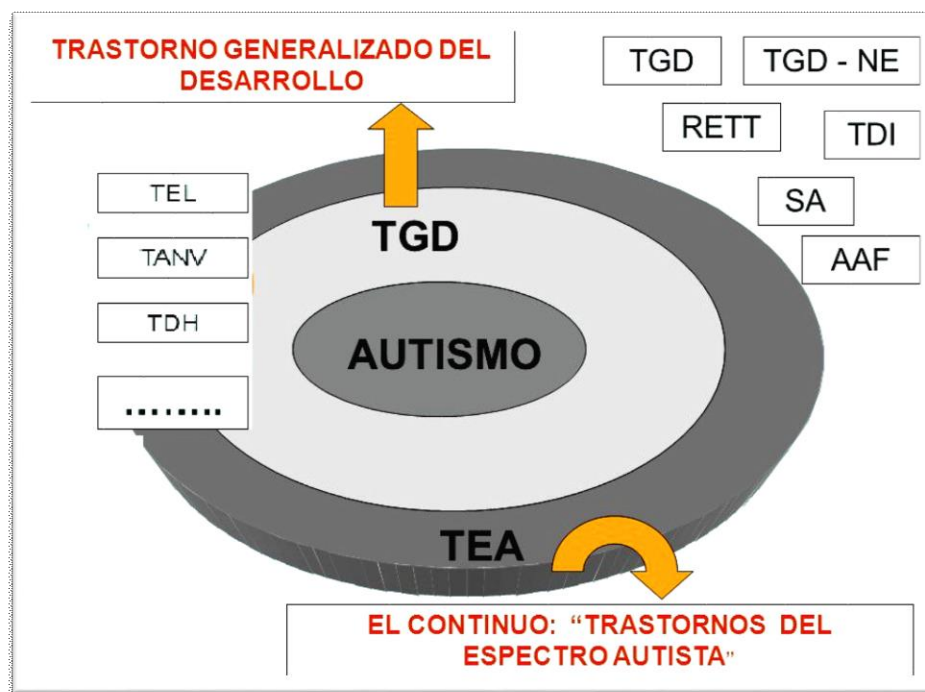 TRASTORNO GENERALIZADO DEL
DESARROLLO
TGD
TGD - NE
RETT
TDI
SA
AAF
TEL
TANV
TDH
.........
TGD
AUTISMO
TEA
EL CONTINUO: “TRASTORNOS DEL
ESPECTRO AUTISTA”